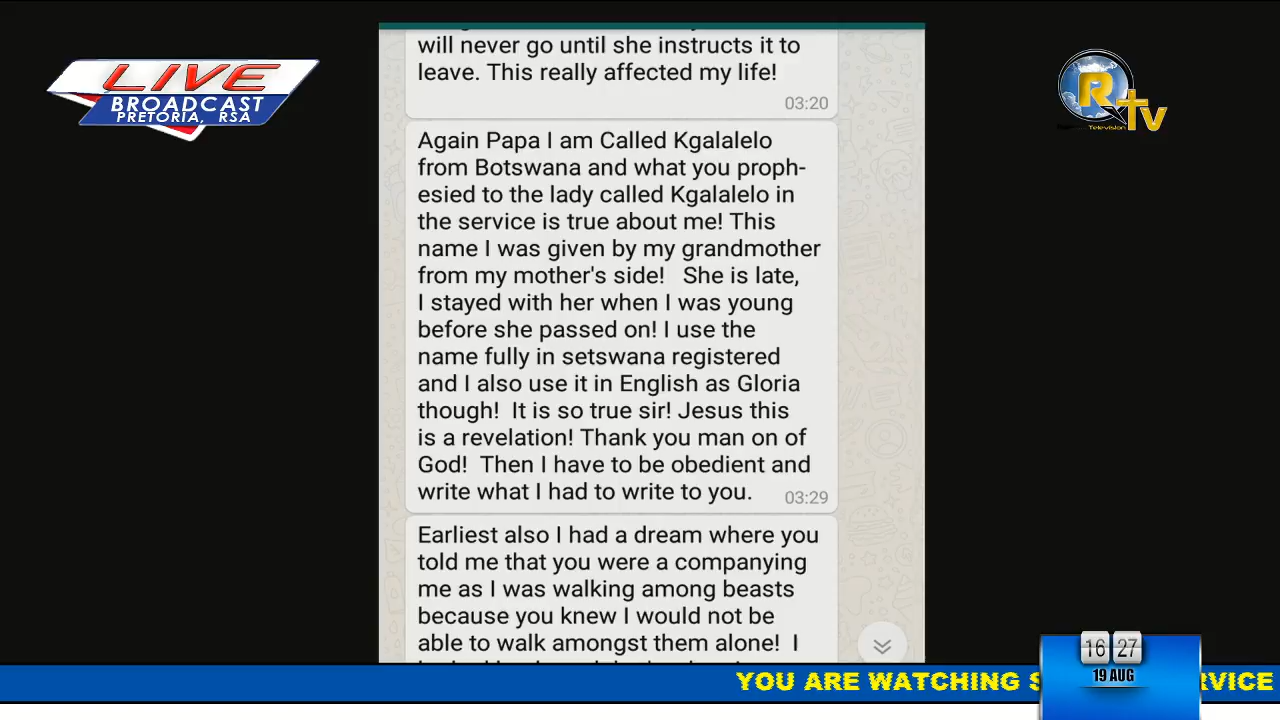 LIVE
BROADCAST
PRETORIA, RSA
R tv
Television
will never go until she instructs it to
leave. This really affected my life!
03:20
Again Papa I am Called Kgalalelo
from Botswana and what you proph-
esied to the lady called Kgalalelo in
the service is true about me! This
name I was given by my grandmother
from my mother's side! She is late,
I stayed with her when I was young
before she passed on! I use the
name fully in setswana registered
and I also use it in English as Gloria
though! It is so true sir! Jesus this
is a revelation! Thank you man on of
God! Then I have to be obedient and
write what I had to write to you.
03:29
Earliest also I had a dream where you
told me that you were a companying
me as I was walking among beasts
because you knew I would not be
able to walk amongst them alone! I
16 27
19 AUG
YOU ARE WATCHING